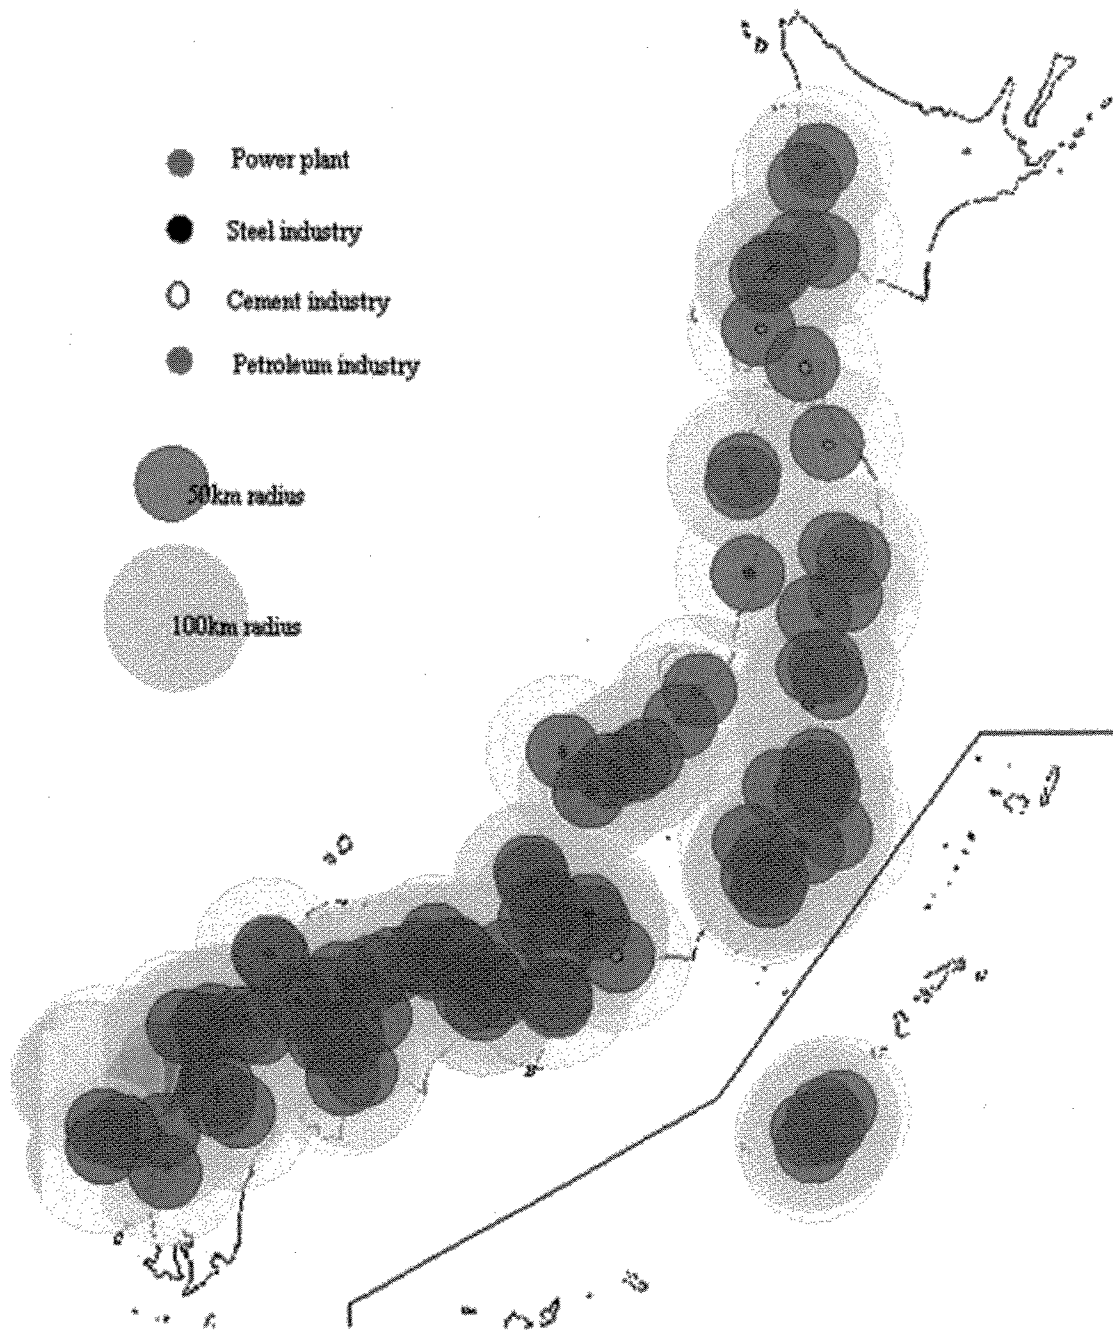 Power plant
Steel industry
Cement industry
Petroleum industry
50km radius
100km radius